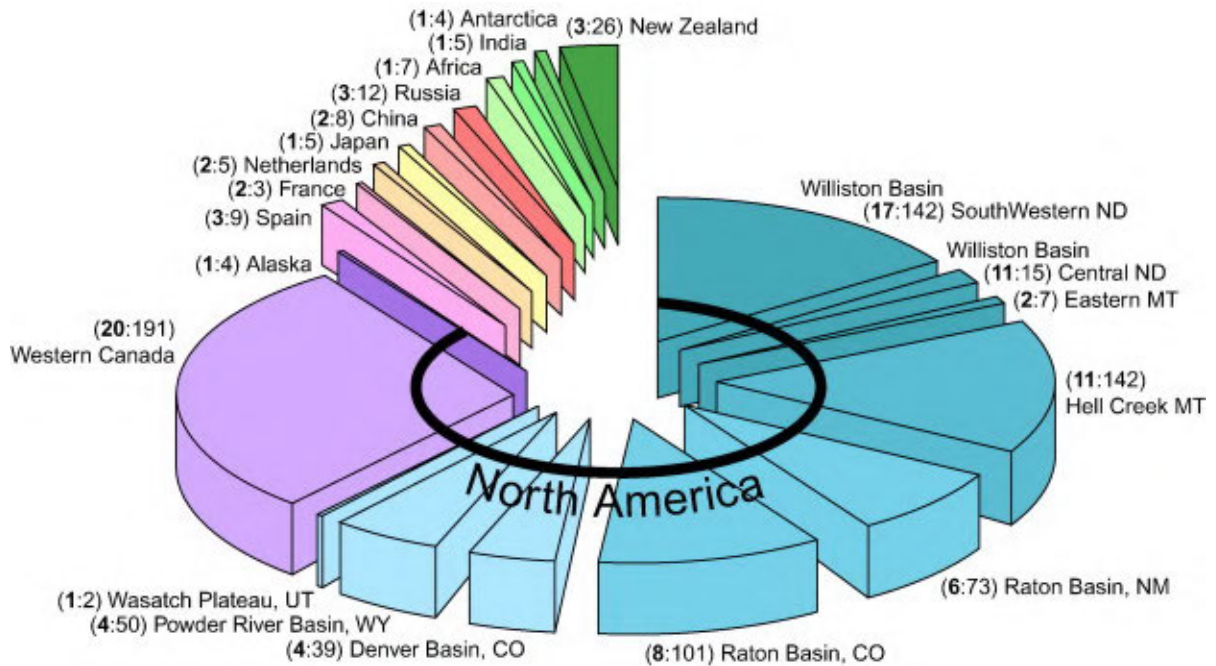 (1:4) Antarctica
(3:26) New Zealand
(1:5) India
(1:7) Africa
(3:12) Russia
(2:8) China
(1:5) Japan
(2:5) Netherlands
(2:3) France
(3:9) Spain
(1:4) Alaska
(20:191)
Western Canada
Williston Basin
(17:142) SouthWestern ND
Williston Basin
(11:15) Central ND
(2:7) Eastern MT
(11:142)
Hell Creek MT
North America
(1:2) Wasatch Plateau, UT
(4:50) Powder River Basin, WY
(4:39) Denver Basin, CO
(8:101) Raton Basin, CO
(6:73) Raton Basin, NM